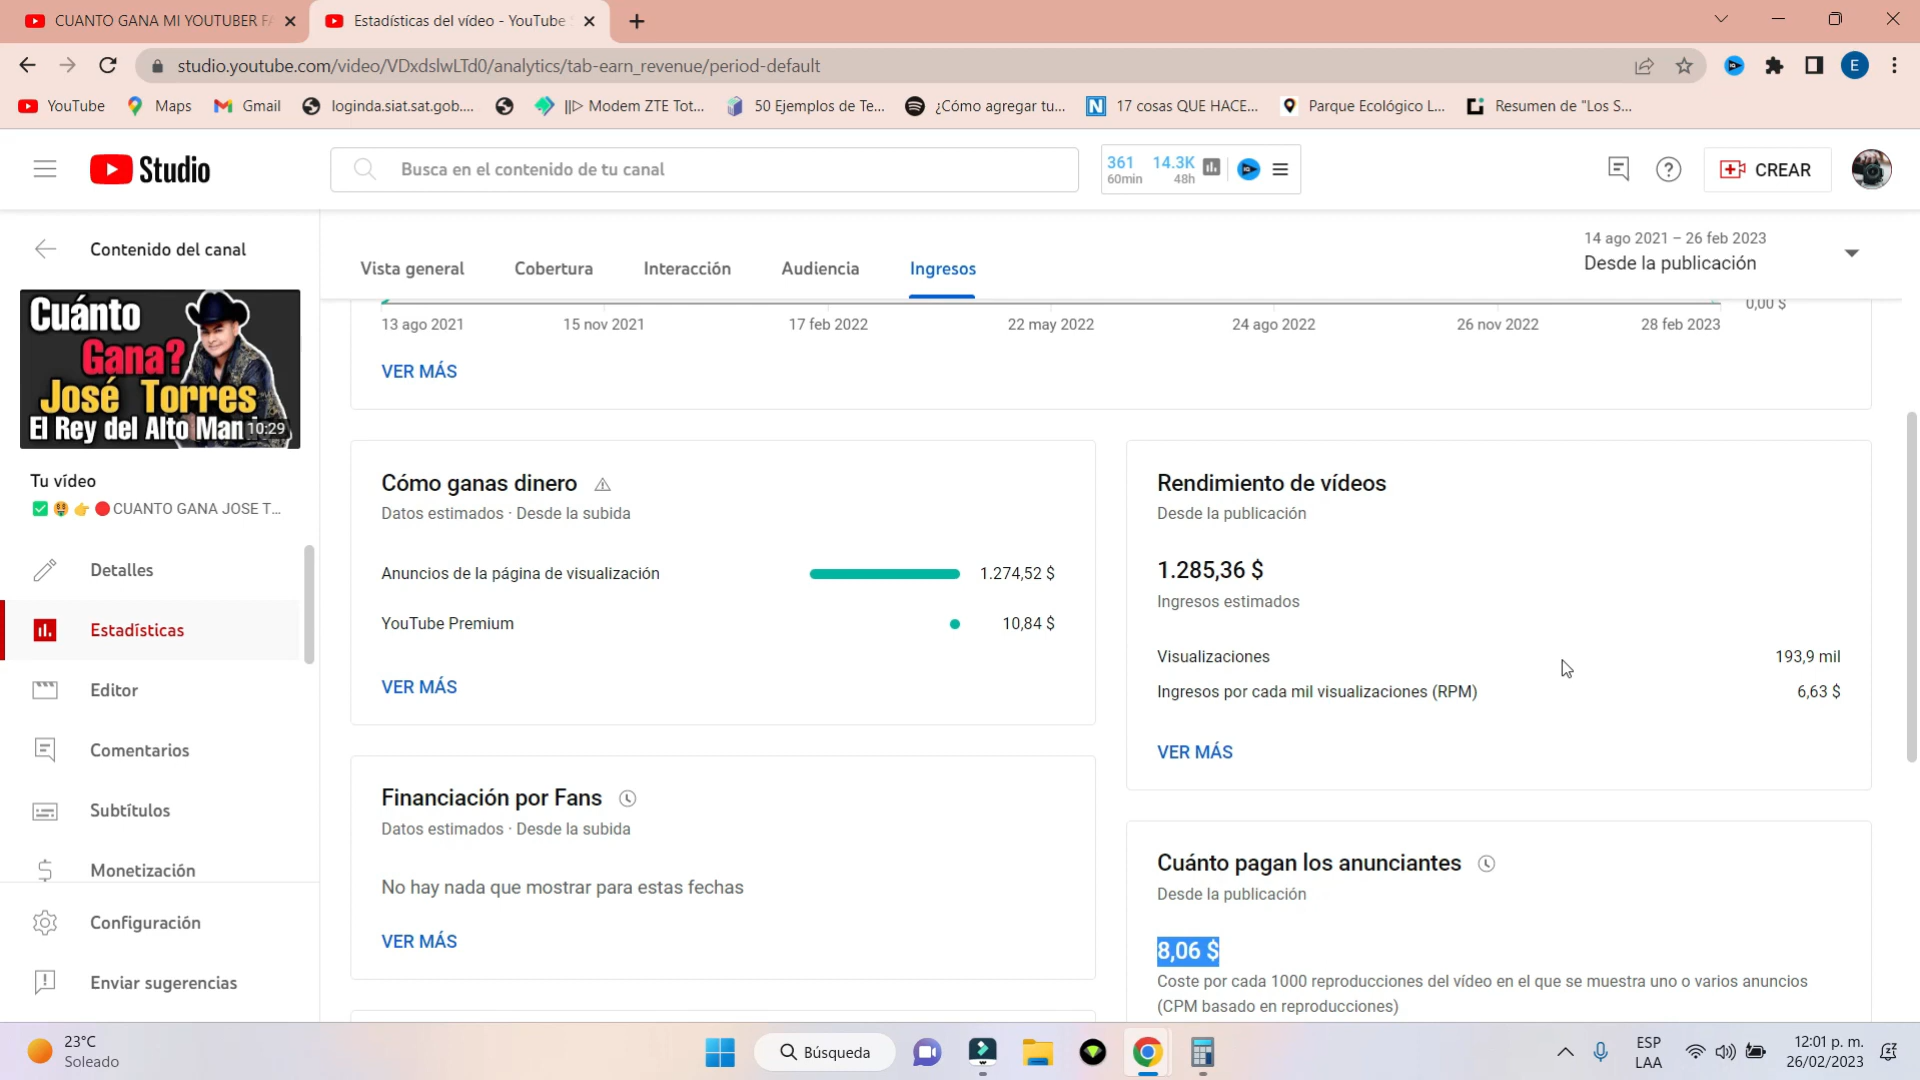 CUANTO GANA MI YOUTUBER FA
Estadísticas del vídeo - YouTube
studio.youtube.com/video/VDxdslwLTd0/analytics/tab-earn_revenue/period-default
YouTube
Maps
Gmail
loginda.siat.sat.gob....
||▷ Modem ZTE Tot...
50 Ejemplos de Te...
¿Cómo agregar tu...
17 cosas QUE HACE...
Parque Ecológico L...
Resumen de "Los S...
E
Studio
Busca en el contenido de tu canal
361
60min
14.3K
48h
CREAR
Contenido del canal
Vista general
Cobertura
Interacción
Audiencia
Ingresos
14 ago 2021 – 26 feb 2023
Desde la publicación
Cuánto
Gana?
José Torres
El Rey del Alto Man
10:29
Tu vídeo
CUANTO GANA JOSE T...
Detalles
Estadísticas
Editor
Comentarios
Subtítulos
Monetización
Configuración
Enviar sugerencias
0,00 $
13 ago 2021
15 nov 2021
17 feb 2022
22 may 2022
24 ago 2022
26 nov 2022
28 feb 2023
VER MÁS
Cómo ganas dinero
Datos estimados · Desde la subida
Anuncios de la página de visualización
1.274,52 $
YouTube Premium
10,84 $
VER MÁS
Rendimiento de vídeos
Desde la publicación
1.285,36 $
Ingresos estimados
Visualizaciones
193,9 mil
Ingresos por cada mil visualizaciones (RPM)
6,63 $
VER MÁS
Financiación por Fans
Datos estimados · Desde la subida
No hay nada que mostrar para estas fechas
VER MÁS
Cuánto pagan los anunciantes
Desde la publicación
8,06 $
Coste por cada 1000 reproducciones del vídeo en el que se muestra uno o varios anuncios
(CPM basado en reproducciones)
23°C
Soleado
Búsqueda
ESP
LAA
12:01 p. m.
26/02/2023